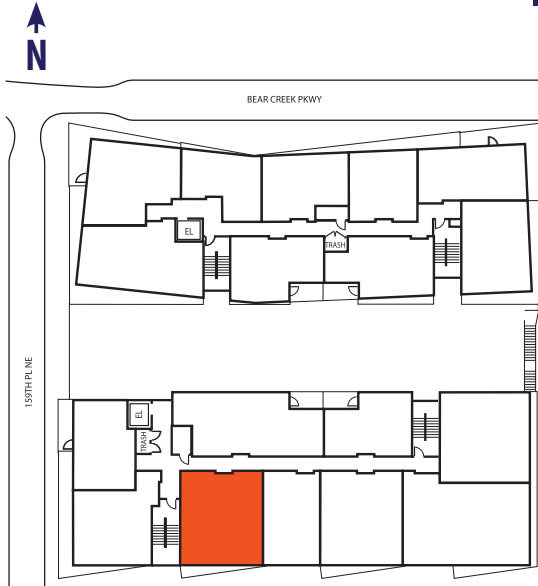 N
BEAR CREEK PKWY
EL
TRASH
159TH PL NE
EL
TRASH